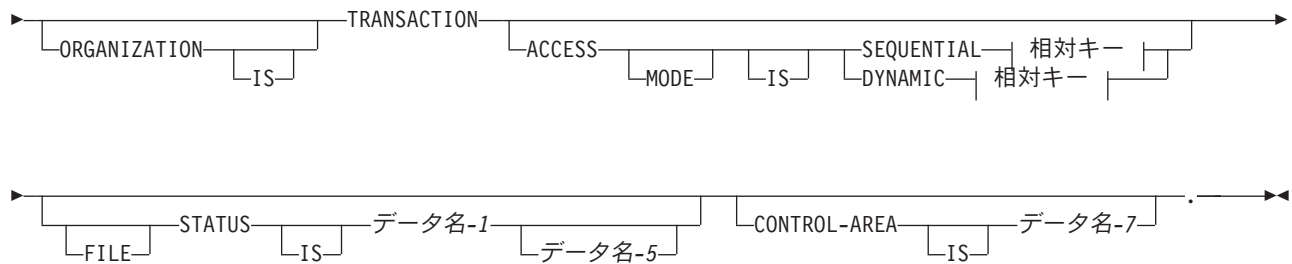 TRANSACTION
ORGANIZATION IS
ACCESS MODE IS SEQUENTIAL 相対キー
DYNAMIC 相対キー
STATUS IS データ名-1 データ名-5
FILE
CONTROL-AREA IS データ名-7
.